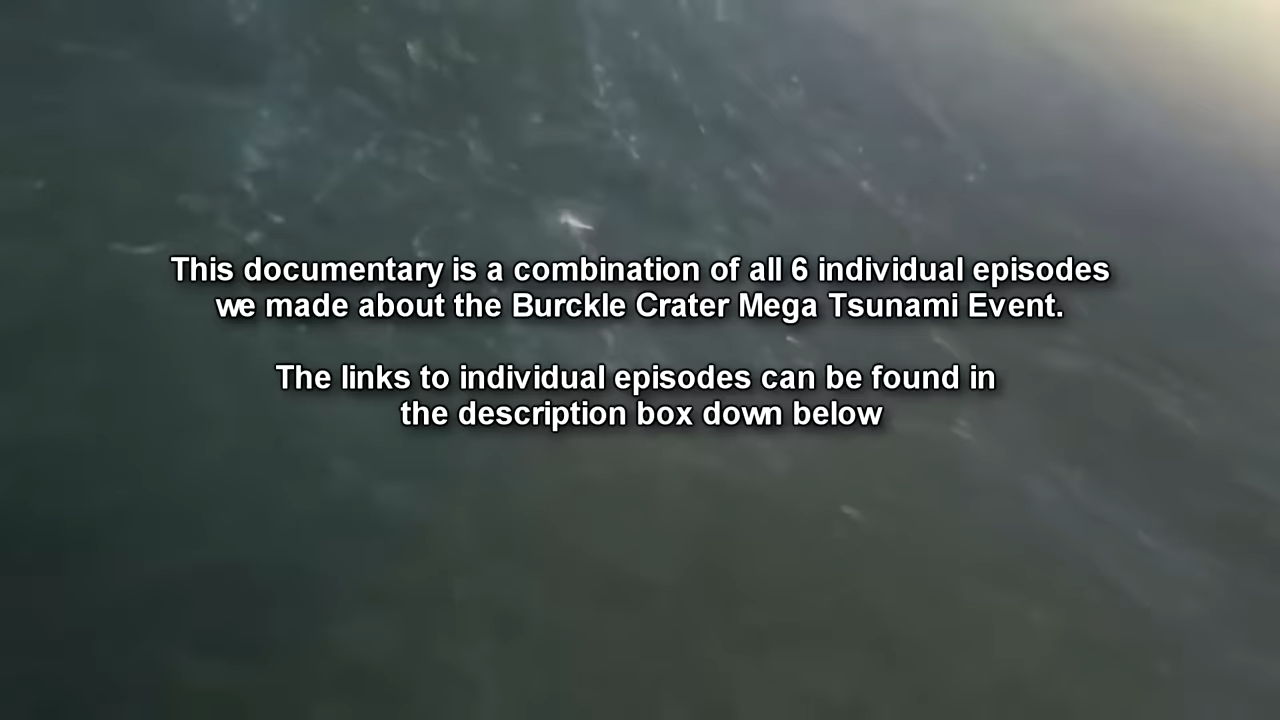 This documentary is a combination of all 6 individual episodes
we made about the Burckle Crater Mega Tsunami Event.
The links to individual episodes can be found in
the description box down below